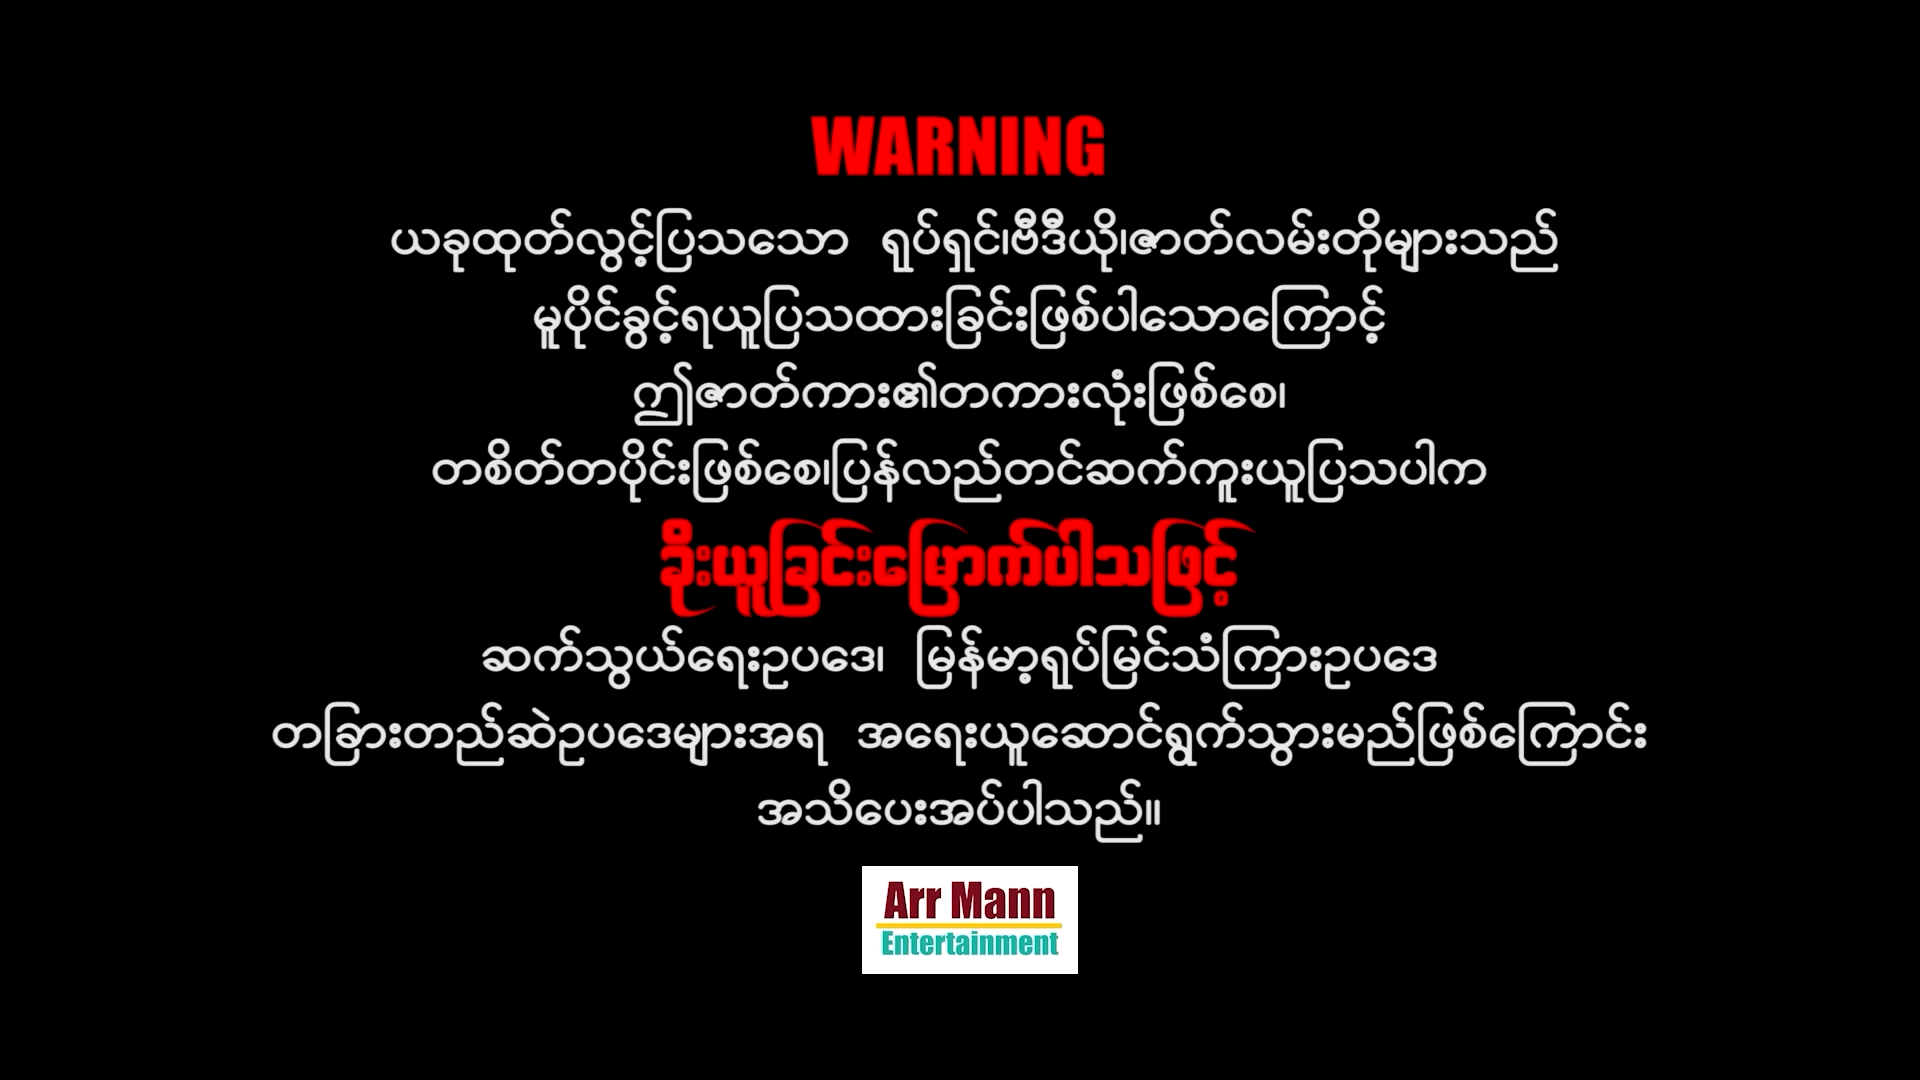 WARNING
ယခုထုတ်လွှင့်ပြသသော ရုပ်ရှင်၊ဗီဒီယို၊ဇာတ်လမ်းတိုများသည်
မူပိုင်ခွင့်ရယူပြသထားခြင်းဖြစ်ပါသောကြောင့်
ဤဇာတ်ကား၏တကားလုံးဖြစ်စေ၊
တစိတ်တပိုင်းဖြစ်စေ၊ပြန်လည်တင်ဆက်ကူးယူပြသပါက
ခိုးယူခြင်းမြောက်ပါသဖြင့်
ဆက်သွယ်ရေးဥပဒေ၊ မြန်မာ့ရုပ်မြင်သံကြားဥပဒေ
တခြားတည်ဆဲဥပဒေများအရ အရေးယူဆောင်ရွက်သွားမည်ဖြစ်ကြောင်း
အသိပေးအပ်ပါသည်။
Arr Mann
Entertainment